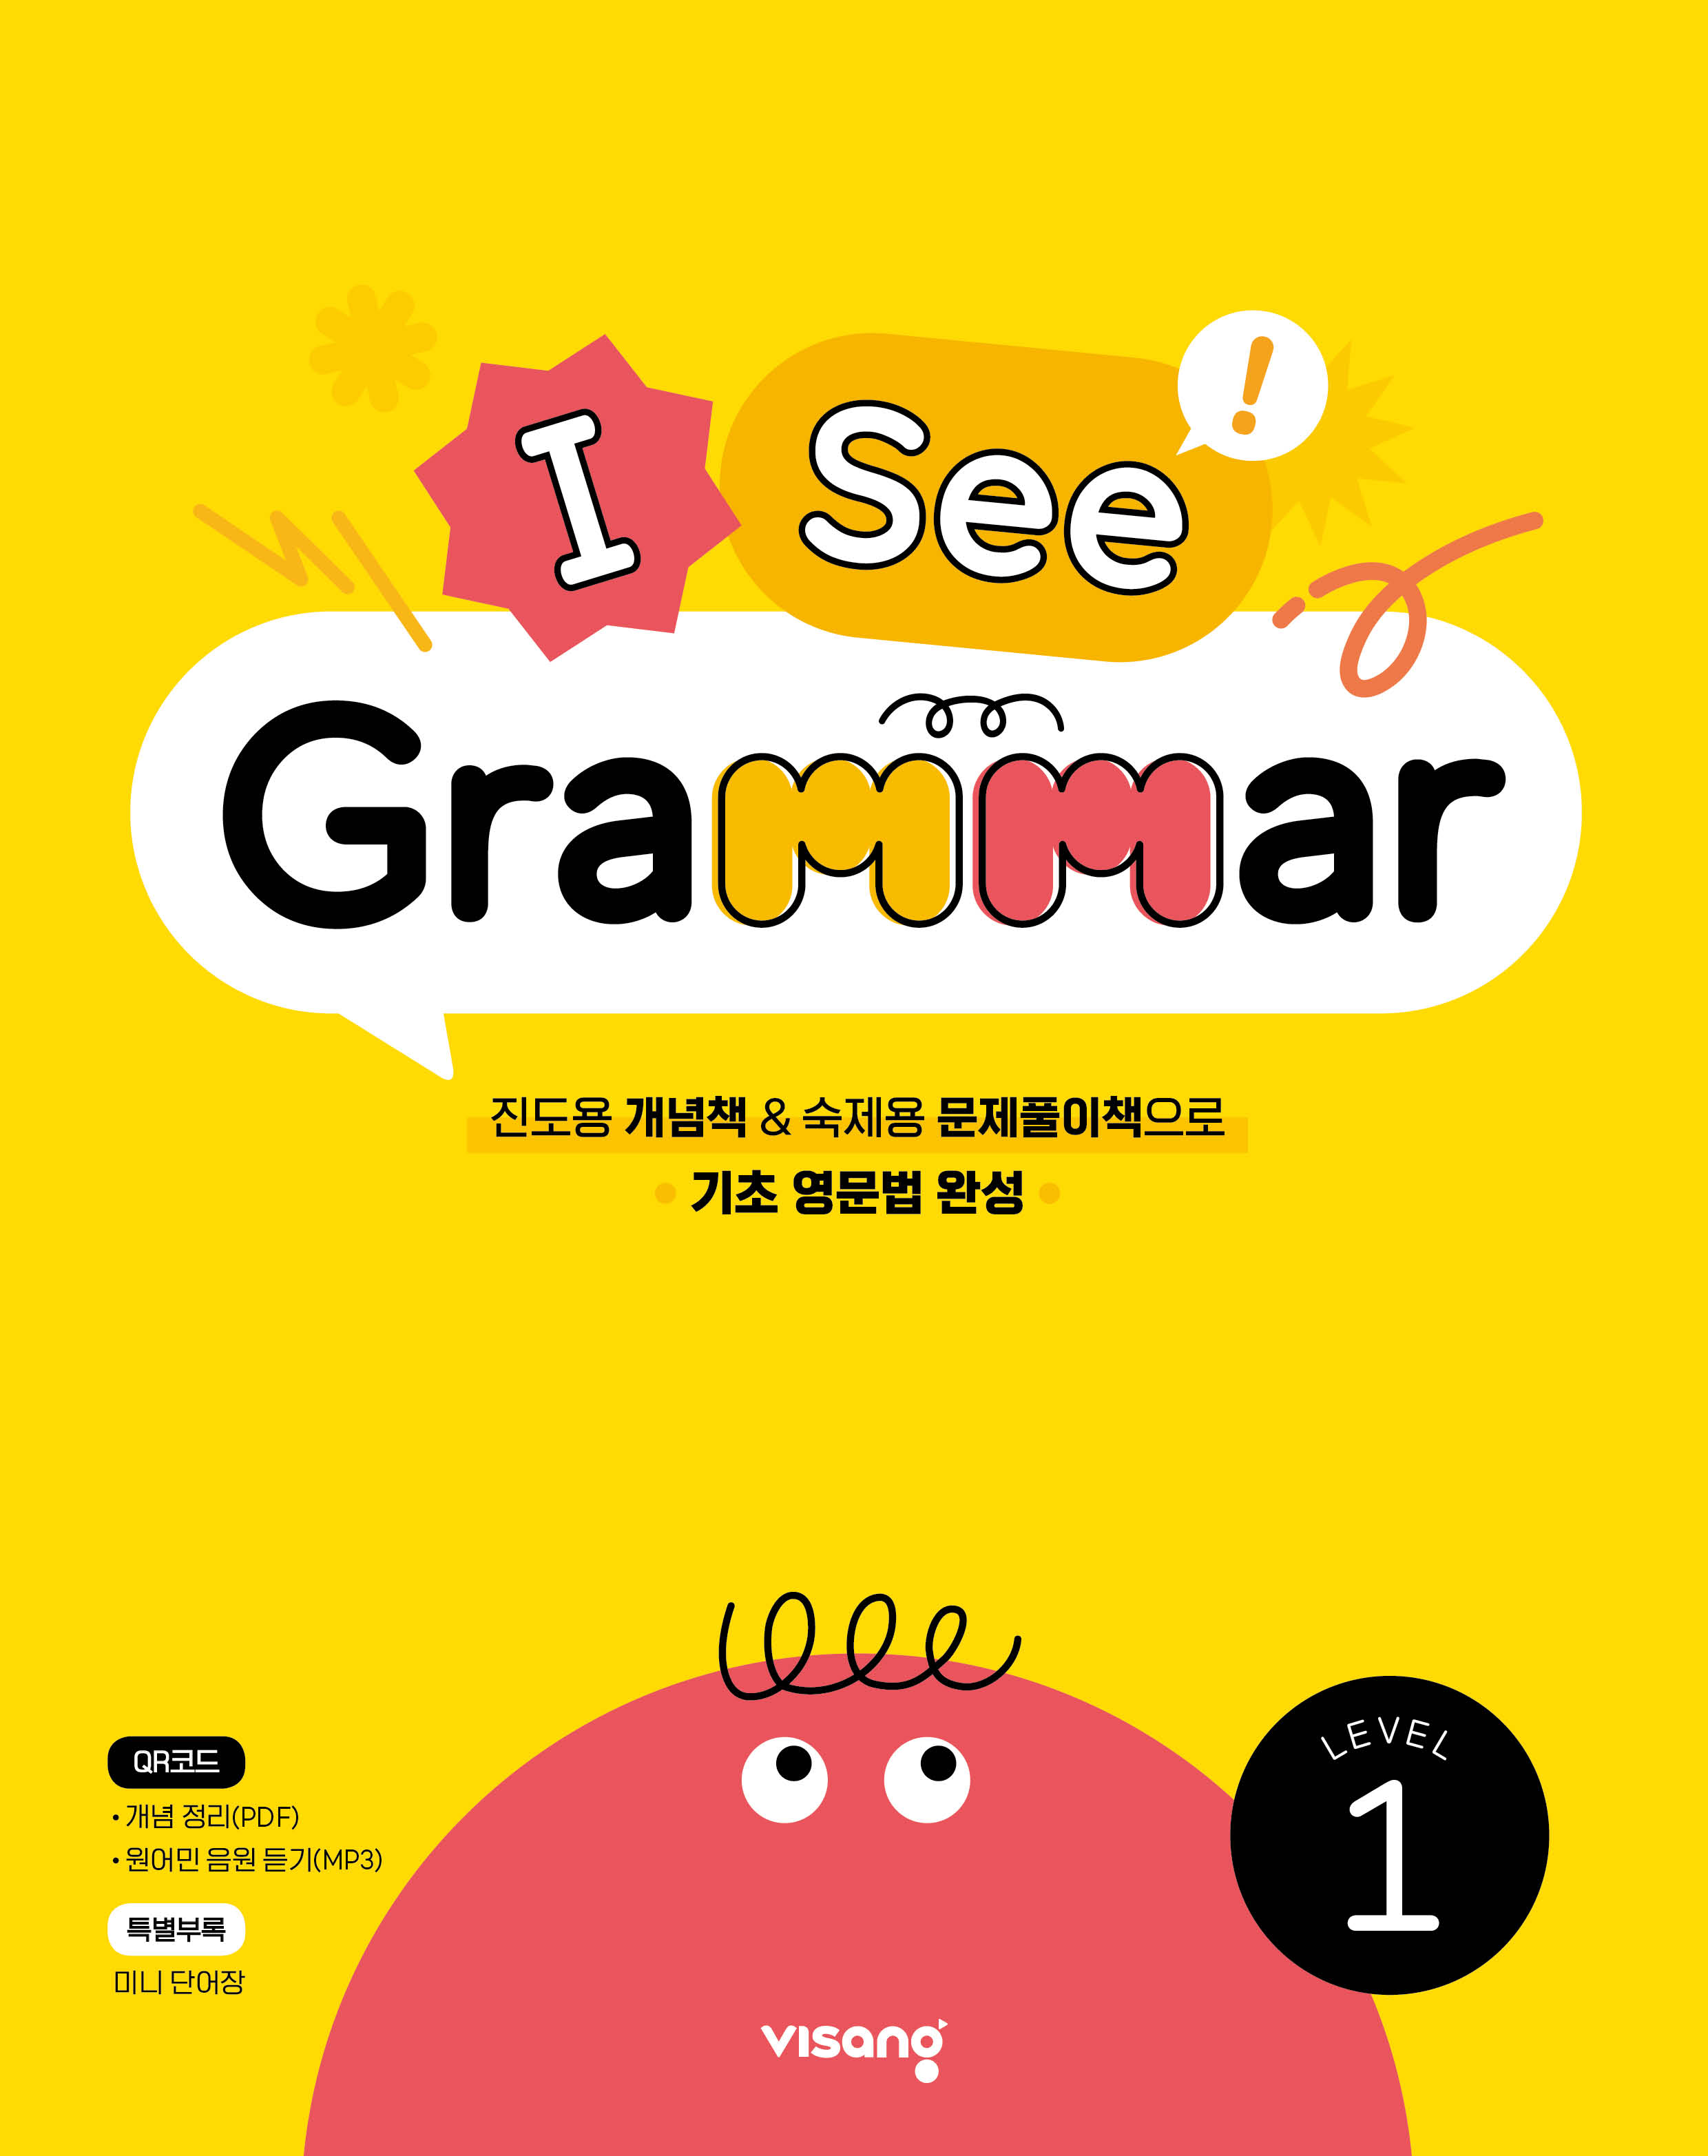 I See !
Grammar
진도용 개념책 & 숙제용 문제풀이책으로
• 기초 영문법 완성 •
LEVEL
1
QR코드
• 개념 정리(PDF)
• 원어민 음원 듣기(MP3)
특별부록
미니 단어장
visang